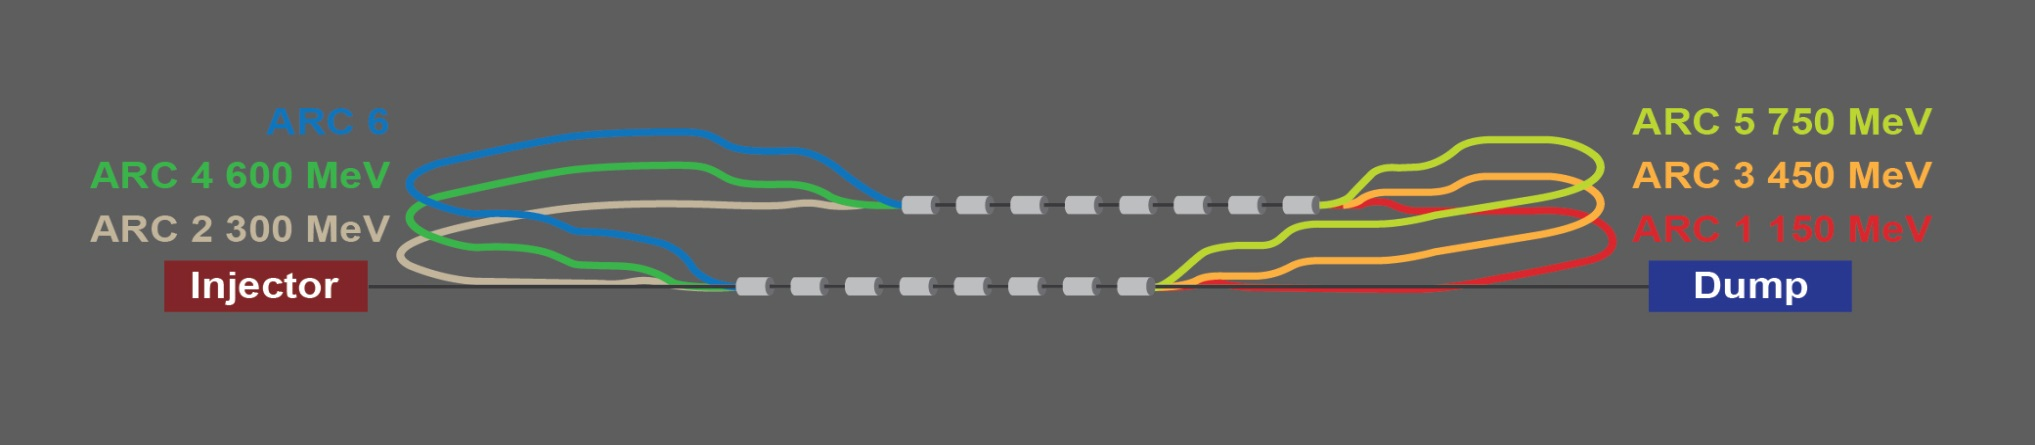 ARC 6
ARC 4 600 MeV
ARC 2 300 MeV
Injector
ARC 5 750 MeV
ARC 3 450 MeV
ARC 1 150 MeV
Dump